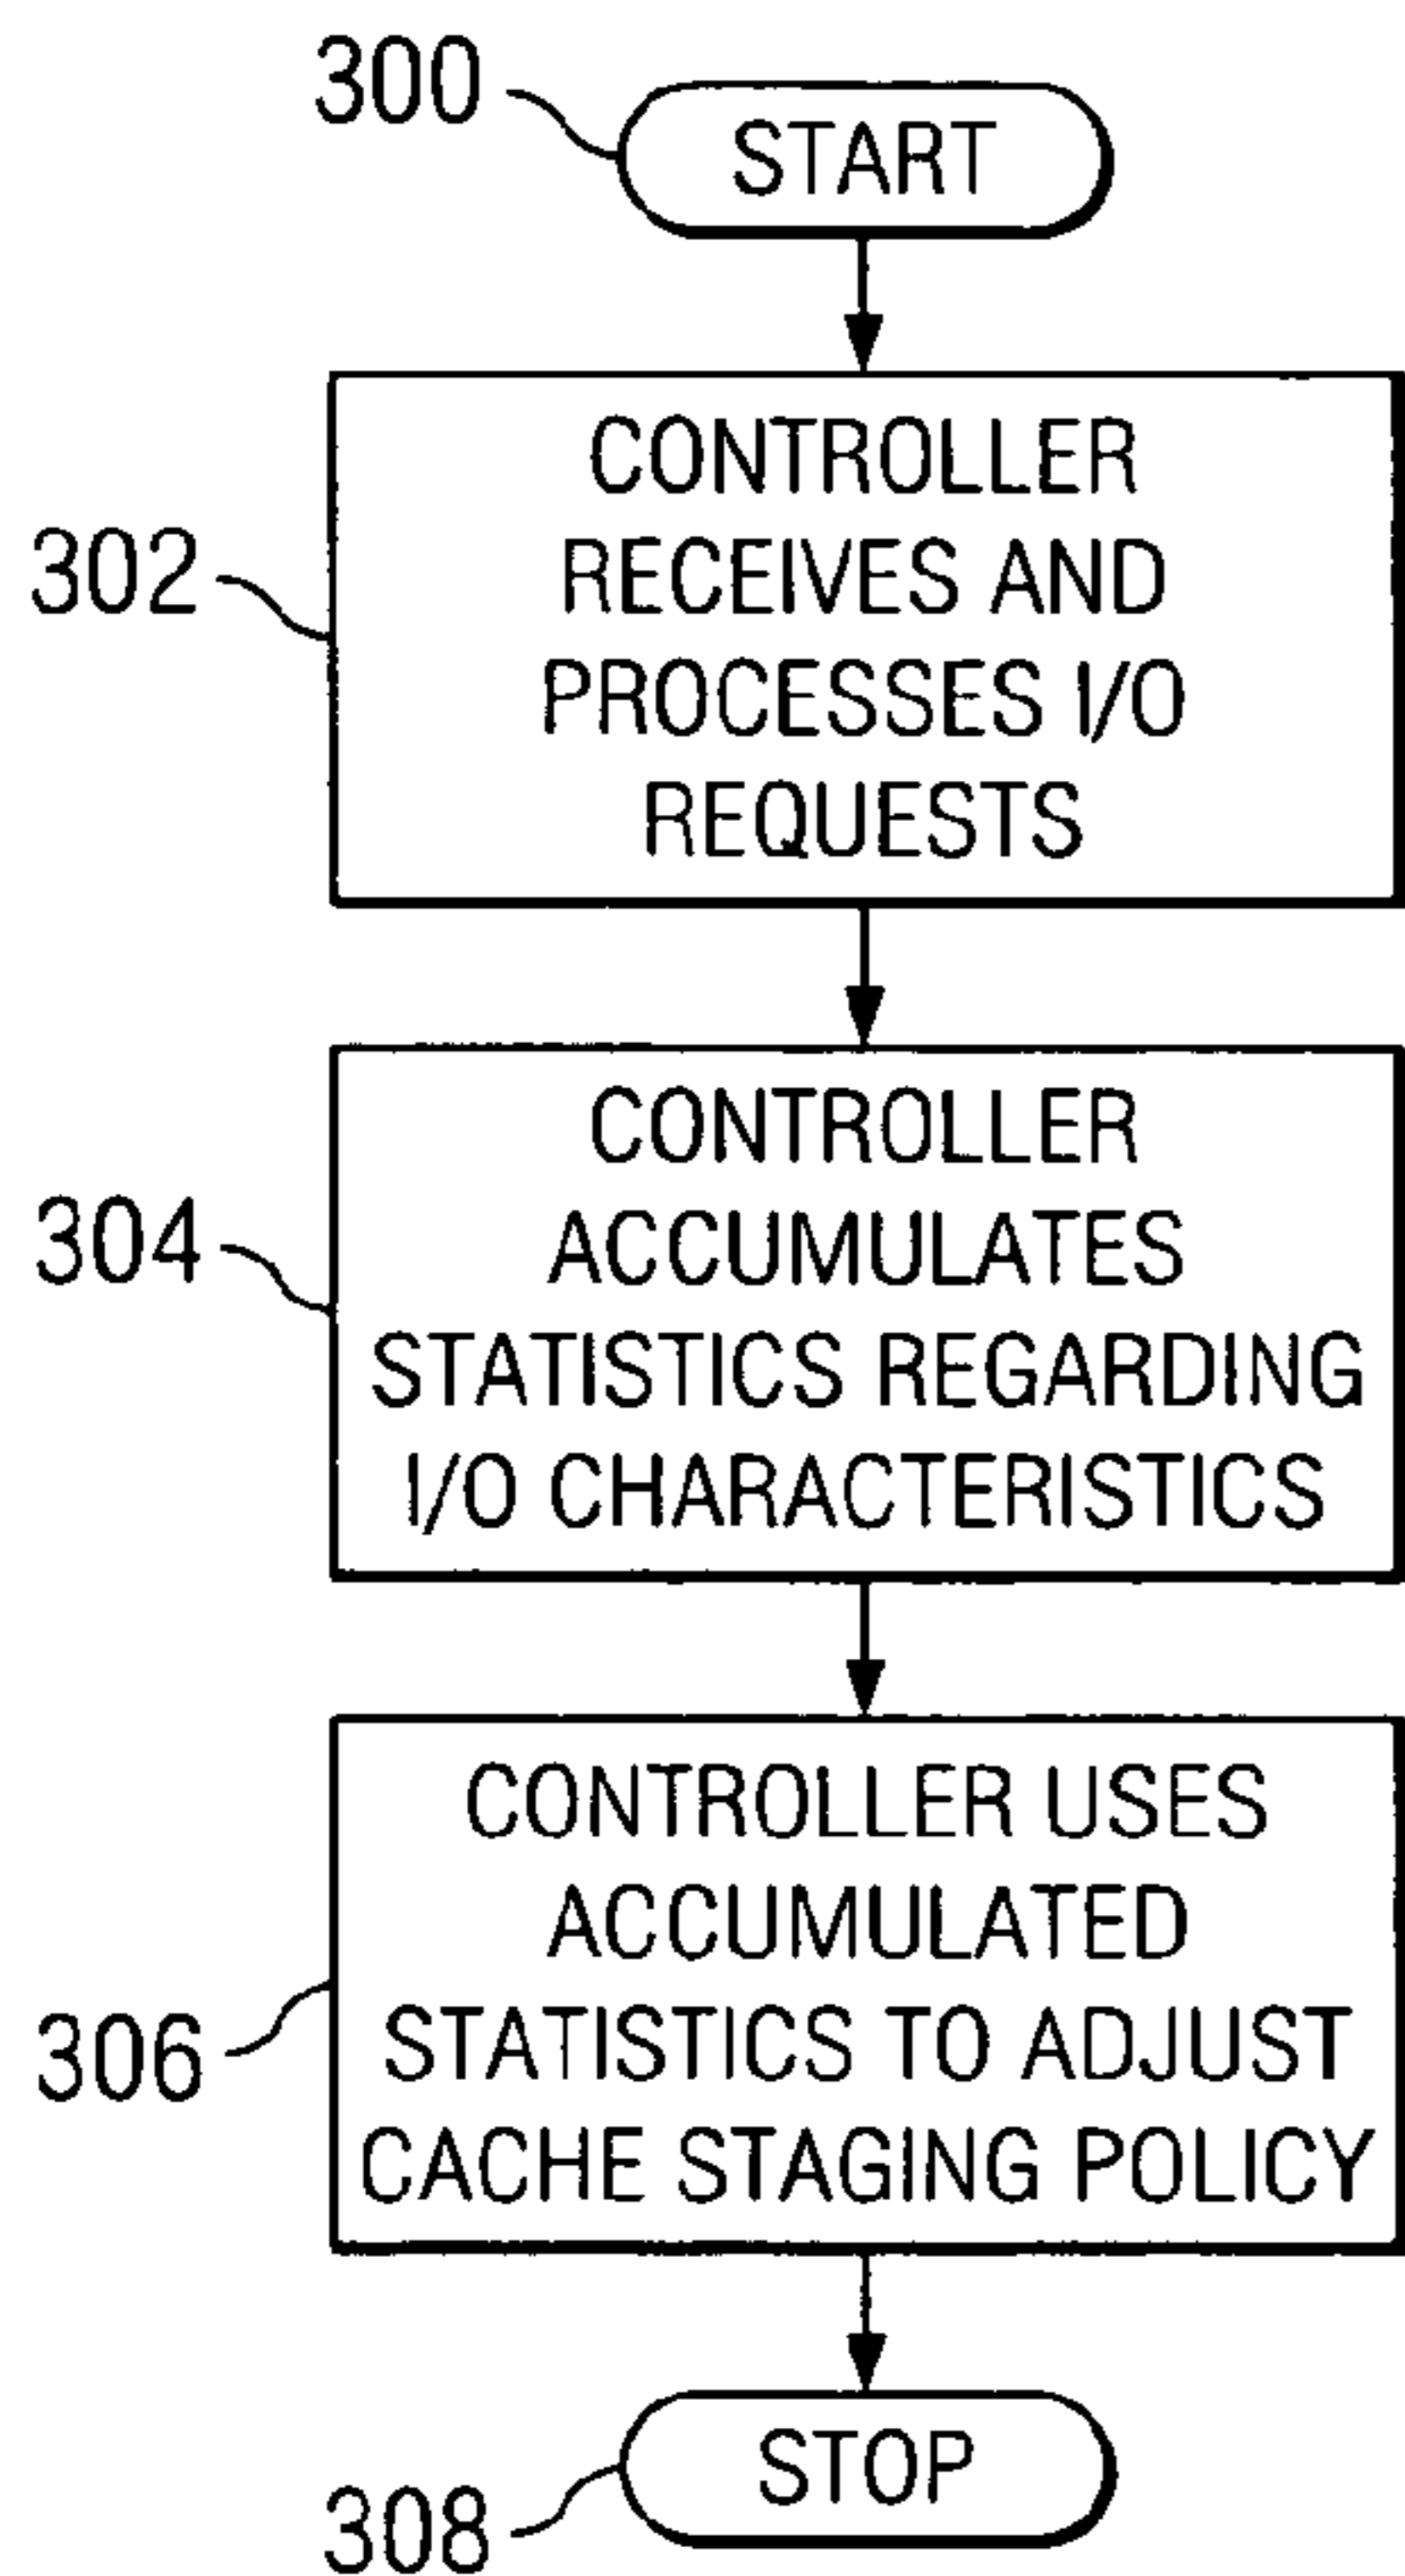 300
START
302
CONTROLLER
RECEIVES AND
PROCESSES I/O
REQUESTS
304
CONTROLLER
ACCUMULATES
STATISTICS REGARDING
I/O CHARACTERISTICS
306
CONTROLLER USES
ACCUMULATED
STATISTICS TO ADJUST
CACHE STAGING POLICY
308
STOP